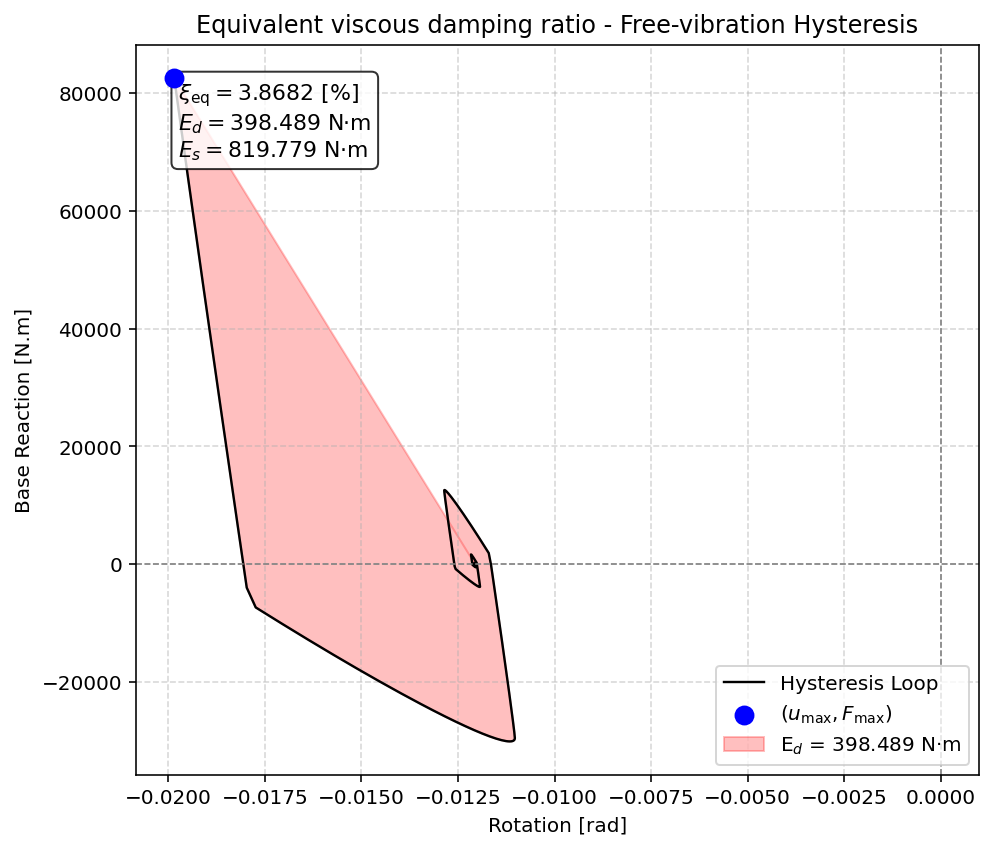 Equivalent viscous damping ratio - Free-vibration Hysteresis
ξeq = 3.8682 [%]
Ed = 398.489 N·m
Es = 819.779 N·m
Base Reaction [N.m]
80000
60000
40000
20000
0
−20000
Hysteresis Loop
(umax, Fmax)
Ed = 398.489 N·m
−0.0200 −0.0175 −0.0150 −0.0125 −0.0100 −0.0075 −0.0050 −0.0025 0.0000
Rotation [rad]